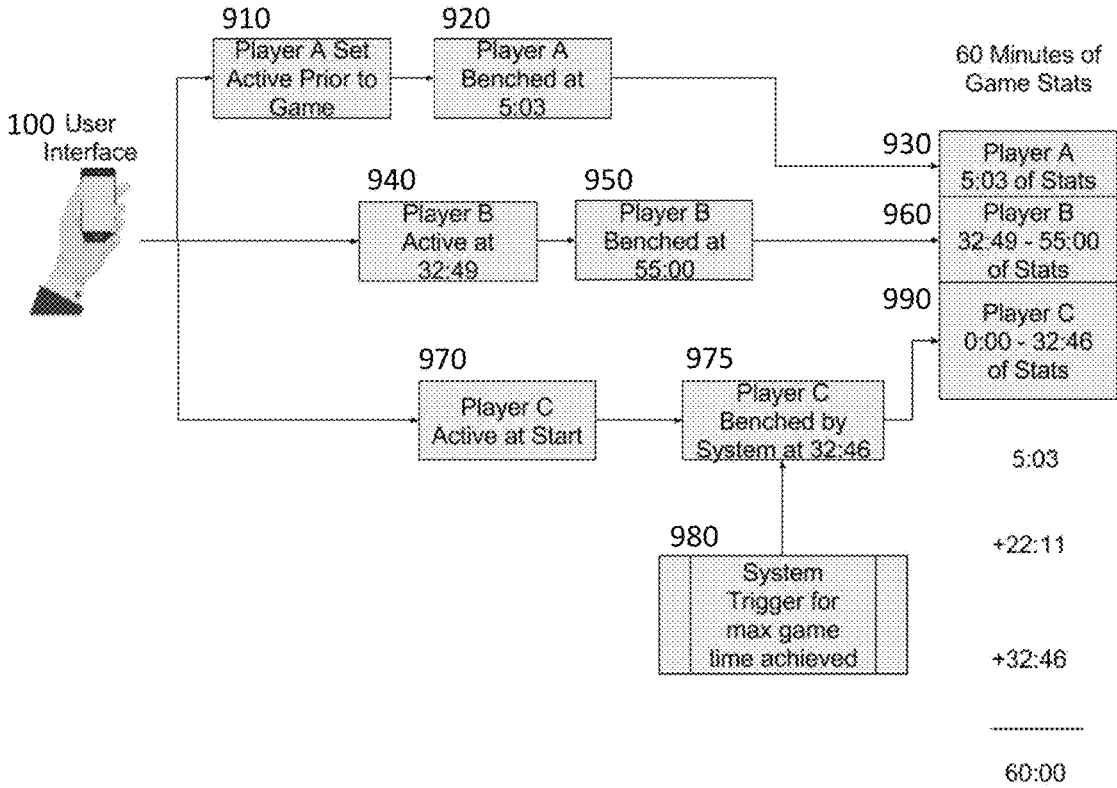 910
Player A Set
Active Prior to
Game
920
Player A
Benched at
5:03
60 Minutes of
Game Stats
100 User
Interface
930
Player A
5:03 of Stats
940
Player B
Active at
32:49
950
Player B
Benched at
55:00
960
Player B
32:49 - 55:00
of Stats
990
Player C
0:00 - 32:46
of Stats
970
Player C
Active at Start
975
Player C
Benched by
System at 32:46
980
System
Trigger for
max game
time achieved
5:03
+22:11
+32:46
60:00